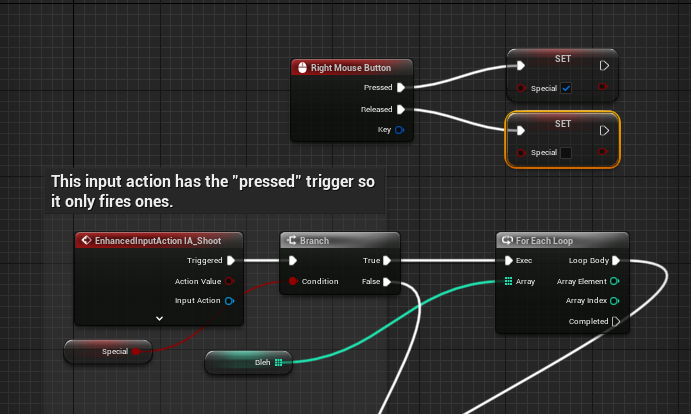 Right Mouse Button
Pressed
Released
Key
SET
Special
SET
Special
This input action has the "pressed" trigger so
it only fires ones.
EnhancedInputAction IA_Shoot
Triggered
Action Value
Input Action
Branch
True
Condition False
For Each Loop
Exec Loop Body
Array Array Element
Array Index
Completed
Special
Bleh